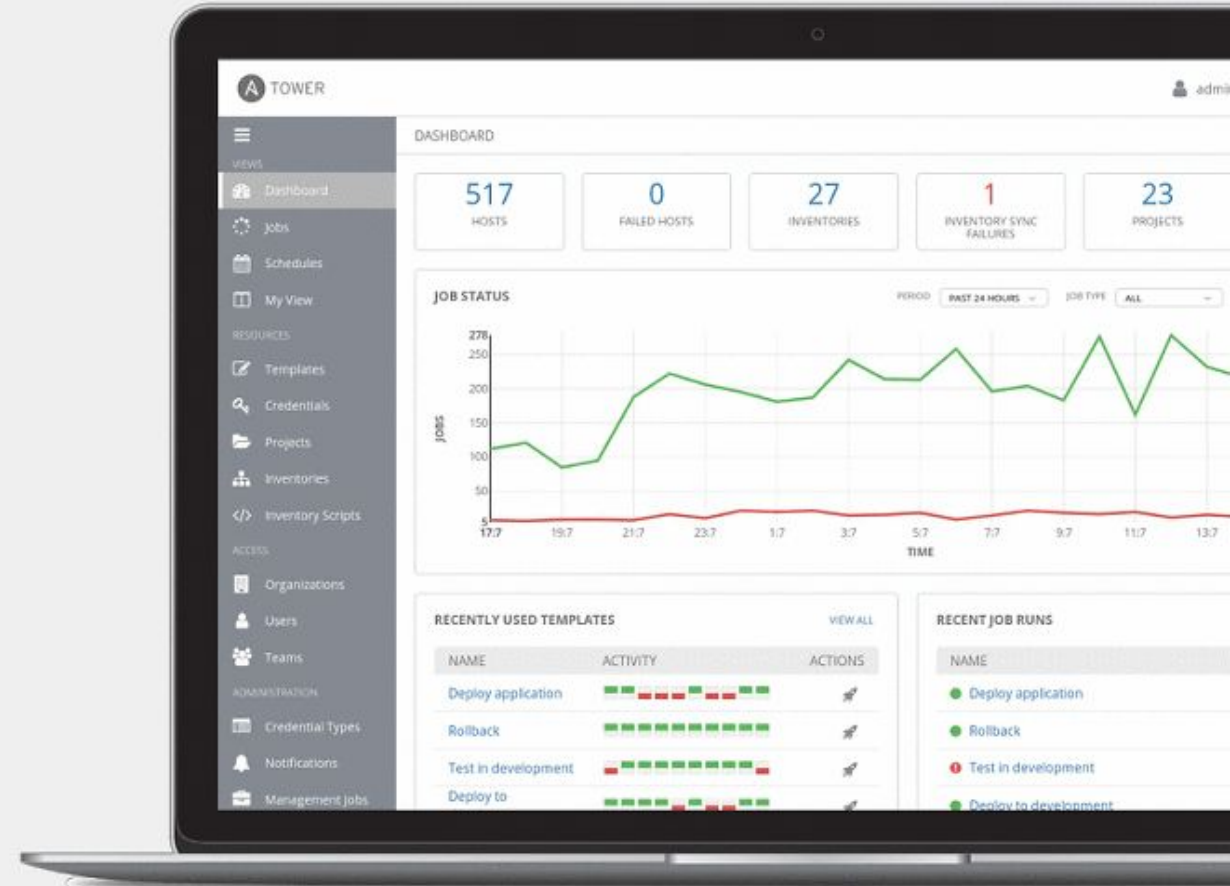 A TOWER
admin
DASHBOARD
VIEWS
Dashboard
Jobs
Schedules
My View
RESOURCES
Templates
Credentials
Projects
Inventories
Inventory Scripts
ACCESS
Organizations
Users
Teams
ADMINISTRATION
Credential Types
Notifications
Management Jobs
517
HOSTS
0
FAILED HOSTS
27
INVENTORIES
1
INVENTORY SYNC
FAILURES
23
PROJECTS
JOB STATUS
PERIOD PAST 24 HOURS JOB TYPE ALL
278
250
200
150
100
50
5
JOBS
17:7 19:7 21:7 23:7 1:7 3:7 5:7 7:7 9:7 11:7 13:7
TIME
RECENTLY USED TEMPLATES VIEW ALL
NAME ACTIVITY ACTIONS
Deploy application
Rollback
Test in development
Deploy to
RECENT JOB RUNS
NAME
Deploy application
Rollback
Test in development
Deploy to development